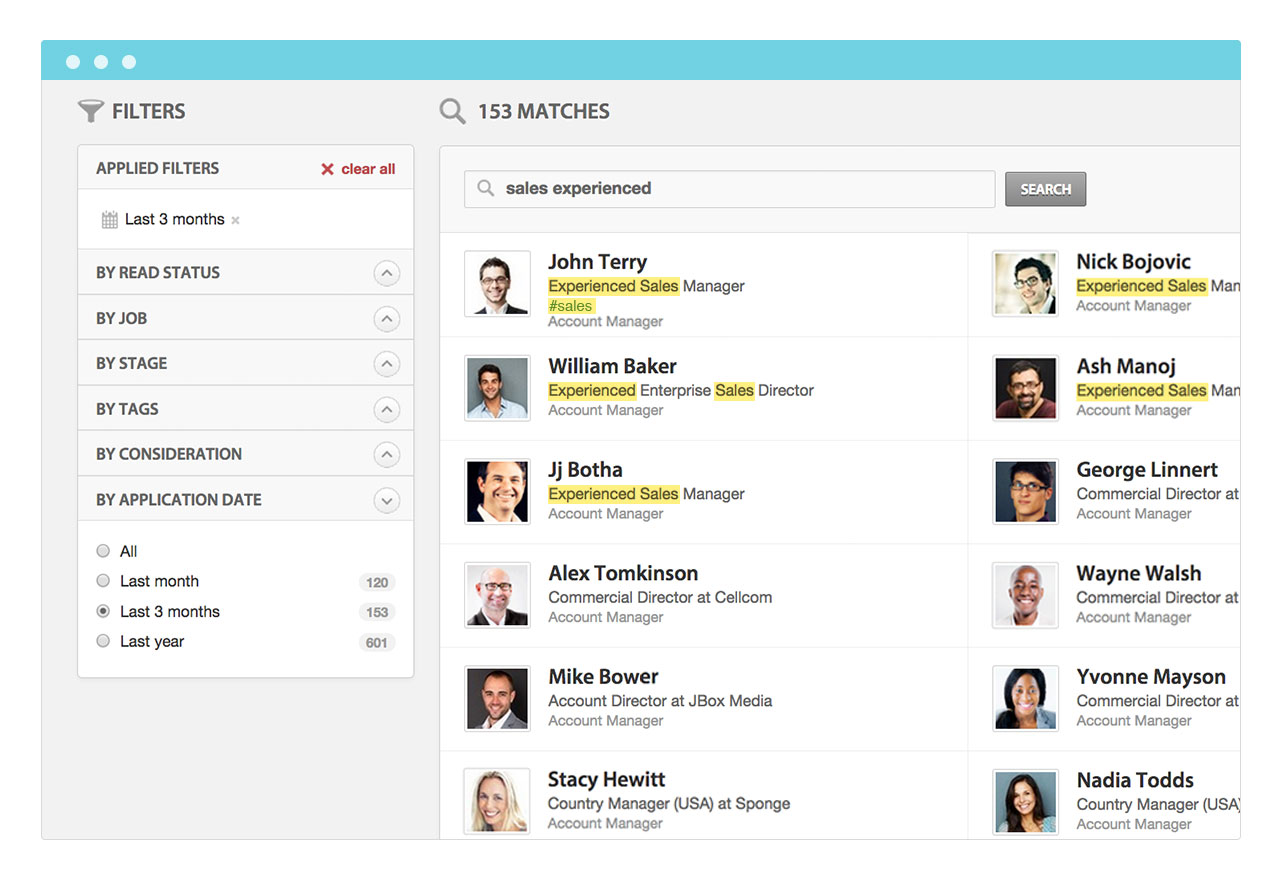 FILTERS
APPLIED FILTERS
clear all
Last 3 months
BY READ STATUS
BY JOB
BY STAGE
BY TAGS
BY CONSIDERATION
BY APPLICATION DATE
All
Last month 120
Last 3 months 153
Last year 601
153 MATCHES
sales experienced
SEARCH
John Terry
Experienced Sales Manager
#sales
Account Manager
William Baker
Experienced Enterprise Sales Director
Account Manager
Jj Botha
Experienced Sales Manager
Account Manager
Alex Tomkinson
Commercial Director at Cellcom
Account Manager
Mike Bower
Account Director at JBox Media
Account Manager
Stacy Hewitt
Country Manager (USA) at Sponge
Account Manager
Nick Bojovic
Experienced Sales Man
Account Manager
Ash Manoj
Experienced Sales Man
Account Manager
George Linnert
Commercial Director at
Account Manager
Wayne Walsh
Commercial Director at
Account Manager
Yvonne Mayson
Commercial Director at
Account Manager
Nadia Todds
Country Manager (USA)
Account Manager